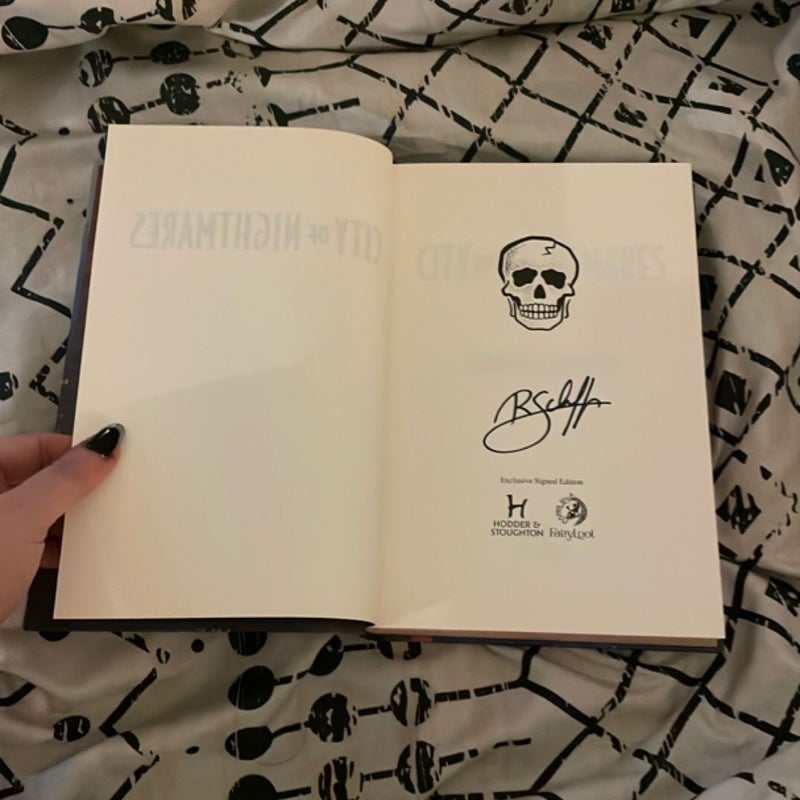 CITY OF NIGHTMARES
Exclusive Signed Edition
H
HODDER &
STOUGHTON
FairyLoot